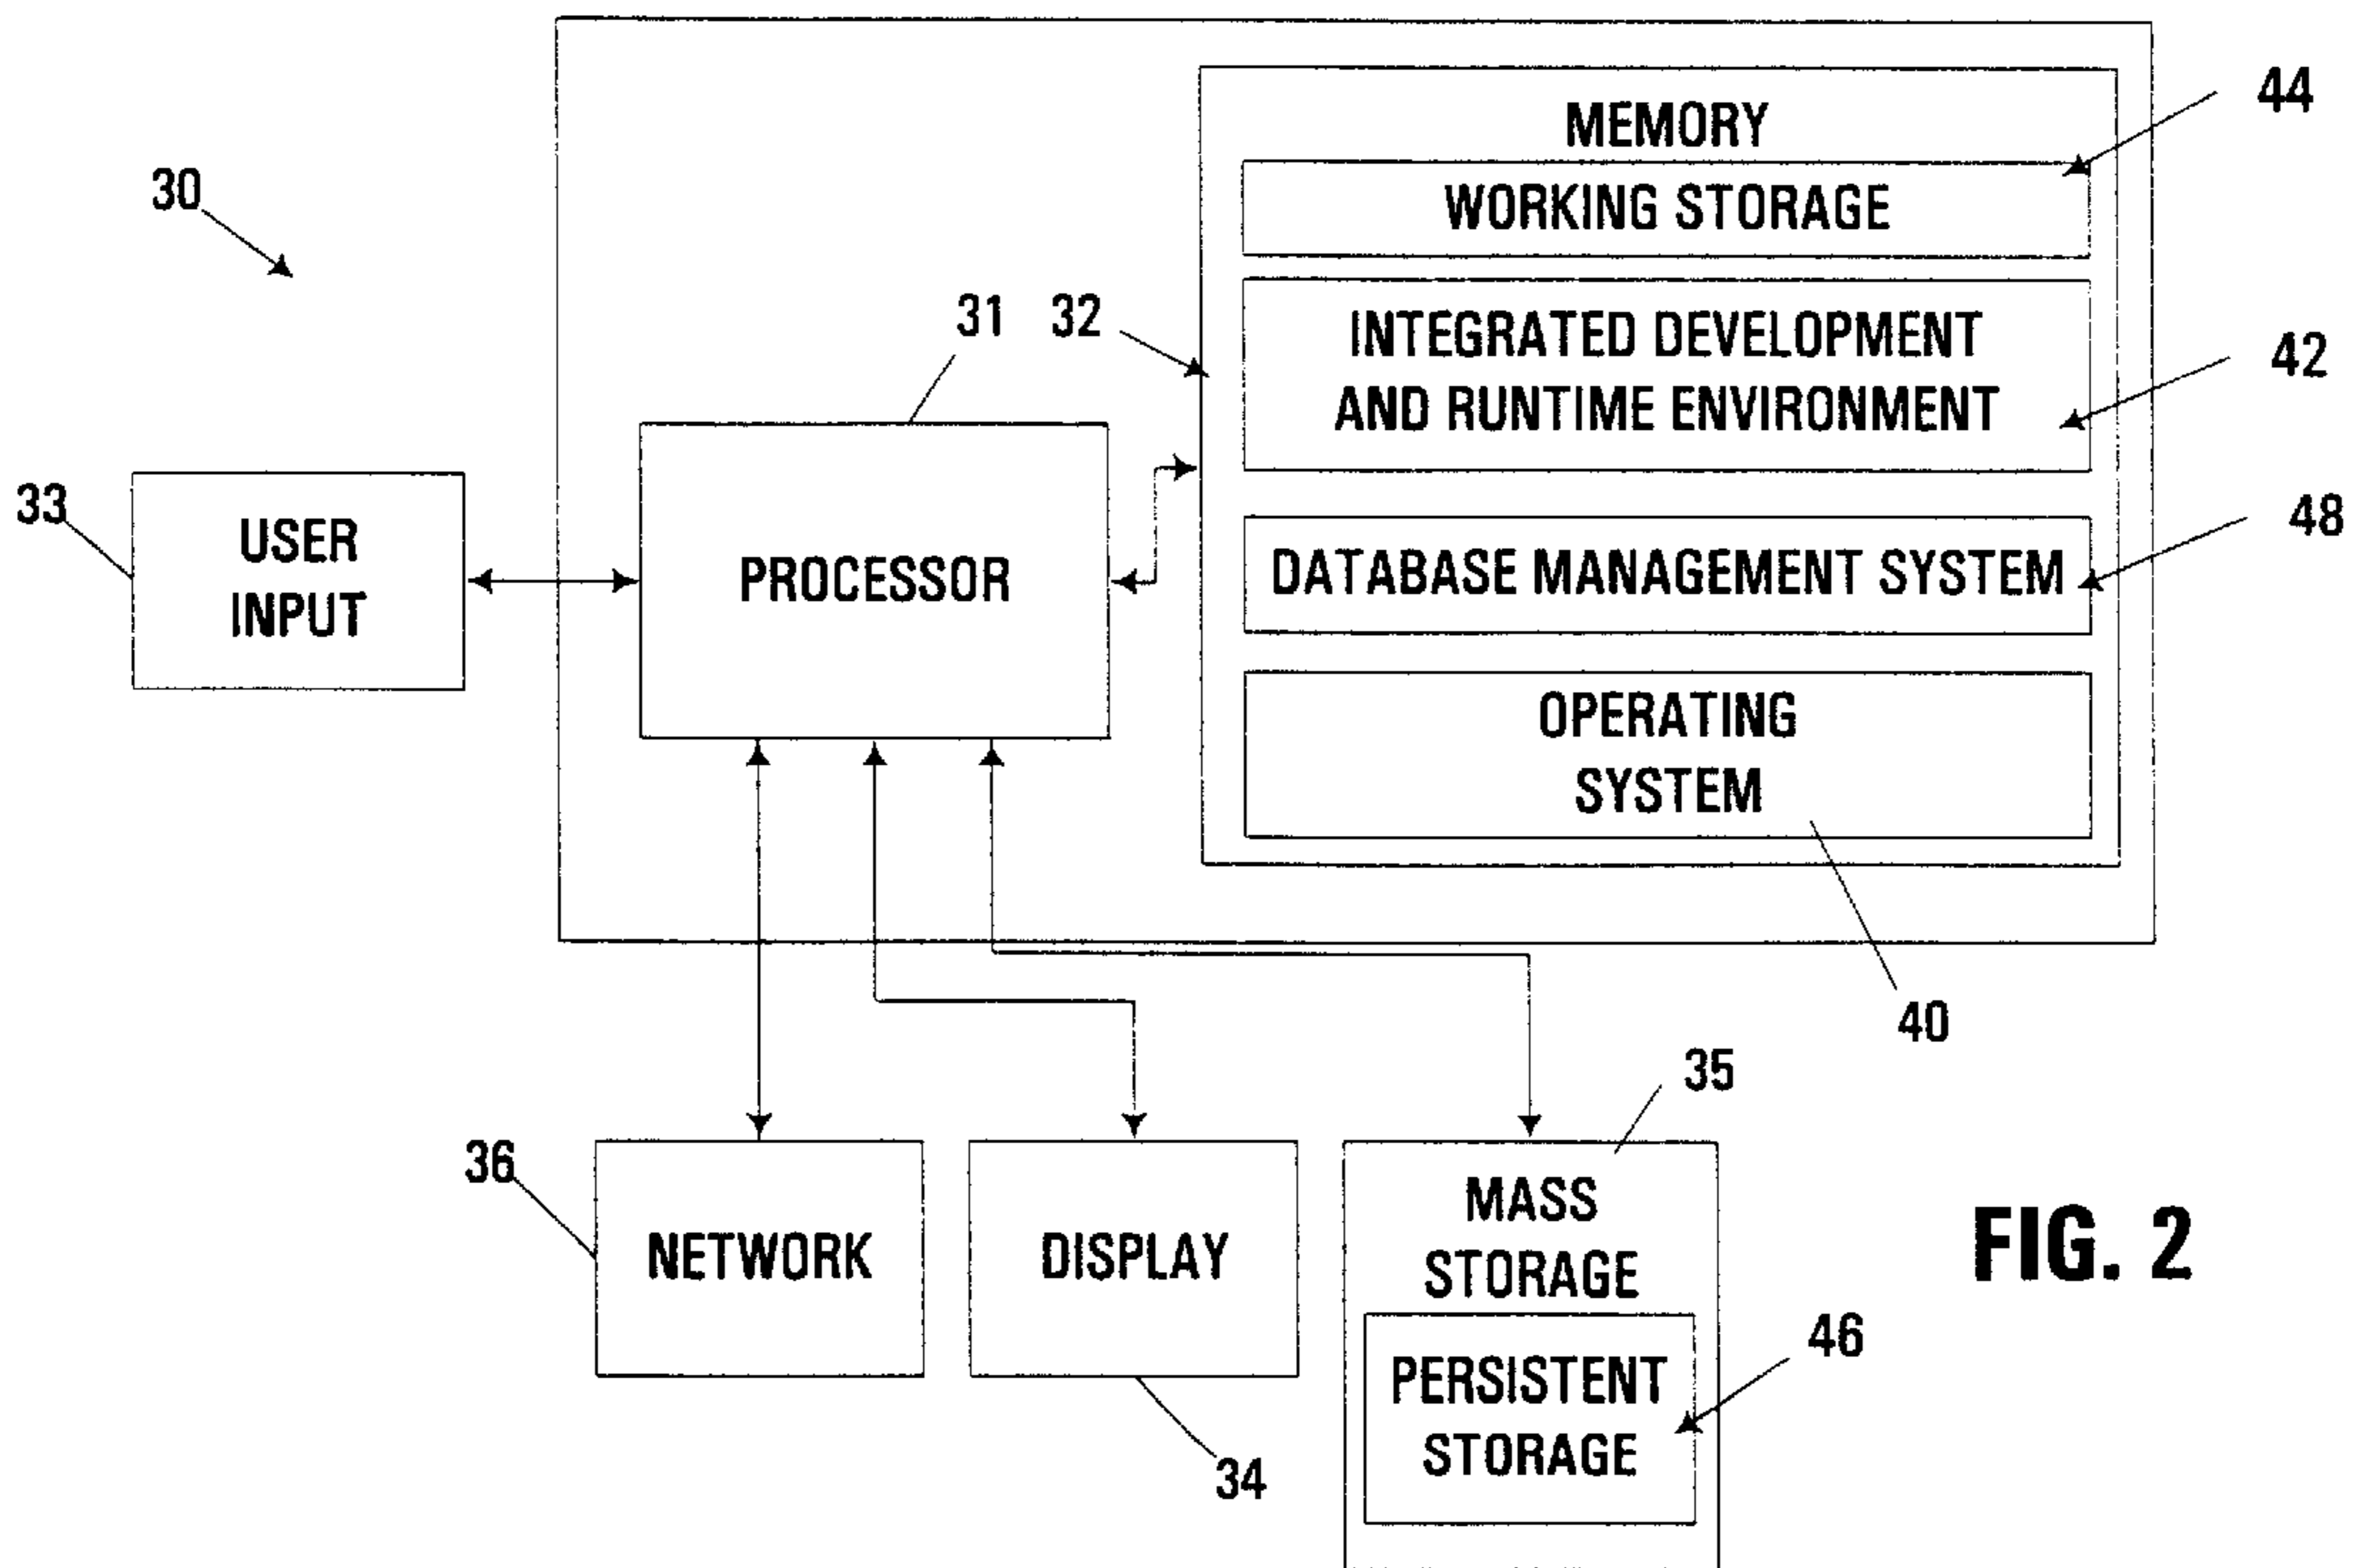 30
MEMORY
44
WORKING STORAGE
31
32
INTEGRATED DEVELOPMENT
AND RUNTIME ENVIRONMENT
42
33
USER
INPUT
PROCESSOR
DATABASE MANAGEMENT SYSTEM
48
OPERATING
SYSTEM
40
35
36
NETWORK
DISPLAY
34
MASS
STORAGE
PERSISTENT
STORAGE
46
FIG. 2